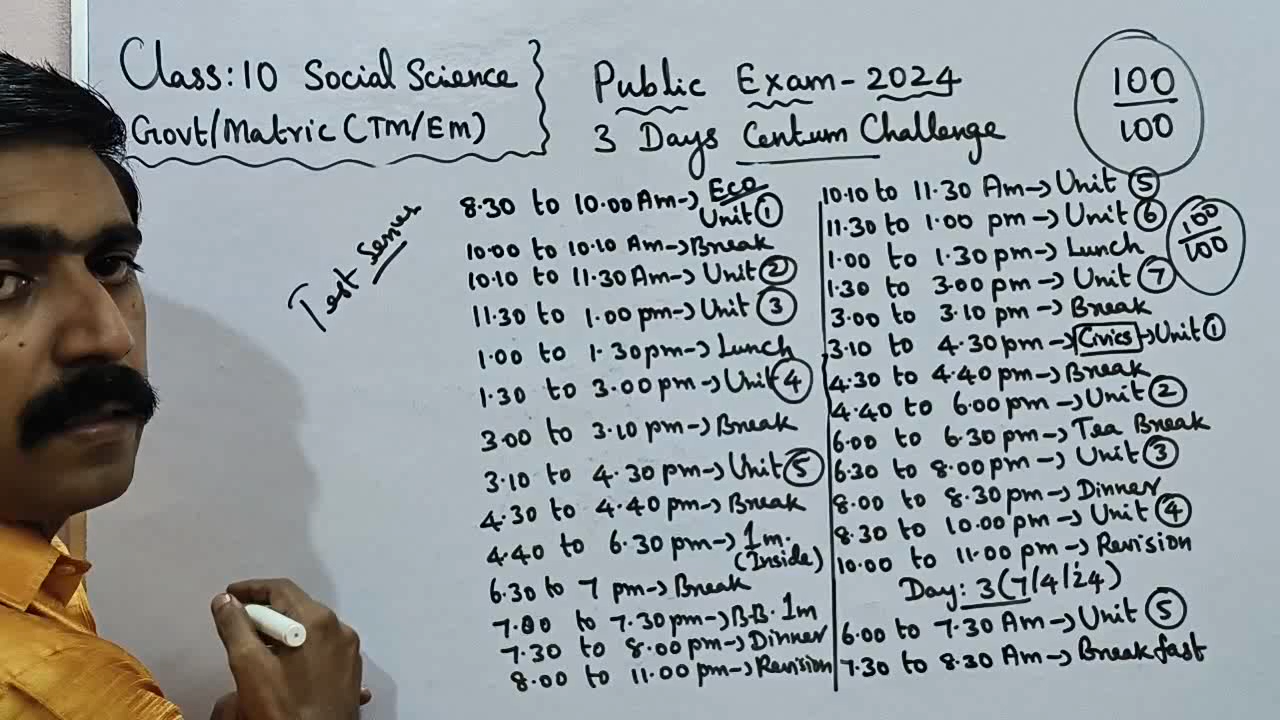 Class:10 Social Science
Govt/Matric (TM/EM)
Public Exam-2024
3 Days Centum Challenge
100/100
Test Series
8.30 to 10.00 Am→ Eco Unit ①
10.00 to 10.10 Am→Break
10.10 to 11.30 Am→ Unit ②
11.30 to 1.00 pm→ Unit ③
1.00 to 1.30pm→ Lunch
1.30 to 3.00 pm→ Unit ④
3.00 to 3.10 pm→ Break
3.10 to 4.30 pm→ Unit ⑤
4.30 to 4.40 pm→ Break
4.40 to 6.30 pm→ 1m.
(Inside)
6.30 to 7 pm→ Break
7.00 to 7.30pm→B.B. 1m
7.30 to 8.00pm→Dinner
8.00 to 11.00 pm→Revision
10.10 to 11.30 Am→ Unit ⑤
11.30 to 1.00 pm→ Unit ⑥
1.00 to 1.30 pm→ Lunch
1.30 to 3.00 pm→ Unit ⑦
3.00 to 3.10 pm→ Break
3.10 to 4.30 pm→ Civics→Unit ①
4.30 to 4.40 pm→Break
4.40 to 6.00 pm→Unit ②
6.00 to 6.30 pm→ Tea Break
6.30 to 8.00 pm→ Unit ③
8.00 to 8.30 pm→ Dinner
8.30 to 10.00 pm→ Unit ④
10.00 to 11.00 pm→ Revision
Day: 3 (7/4/24)
6.00 to 7.30 Am→Unit ⑤
7.30 to 8.30 Am→Breakfast
100/100